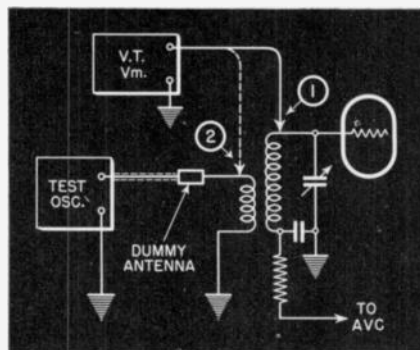 V.T.
Vm.
1
2
TEST
OSC.
DUMMY
ANTENNA
TO
AVC